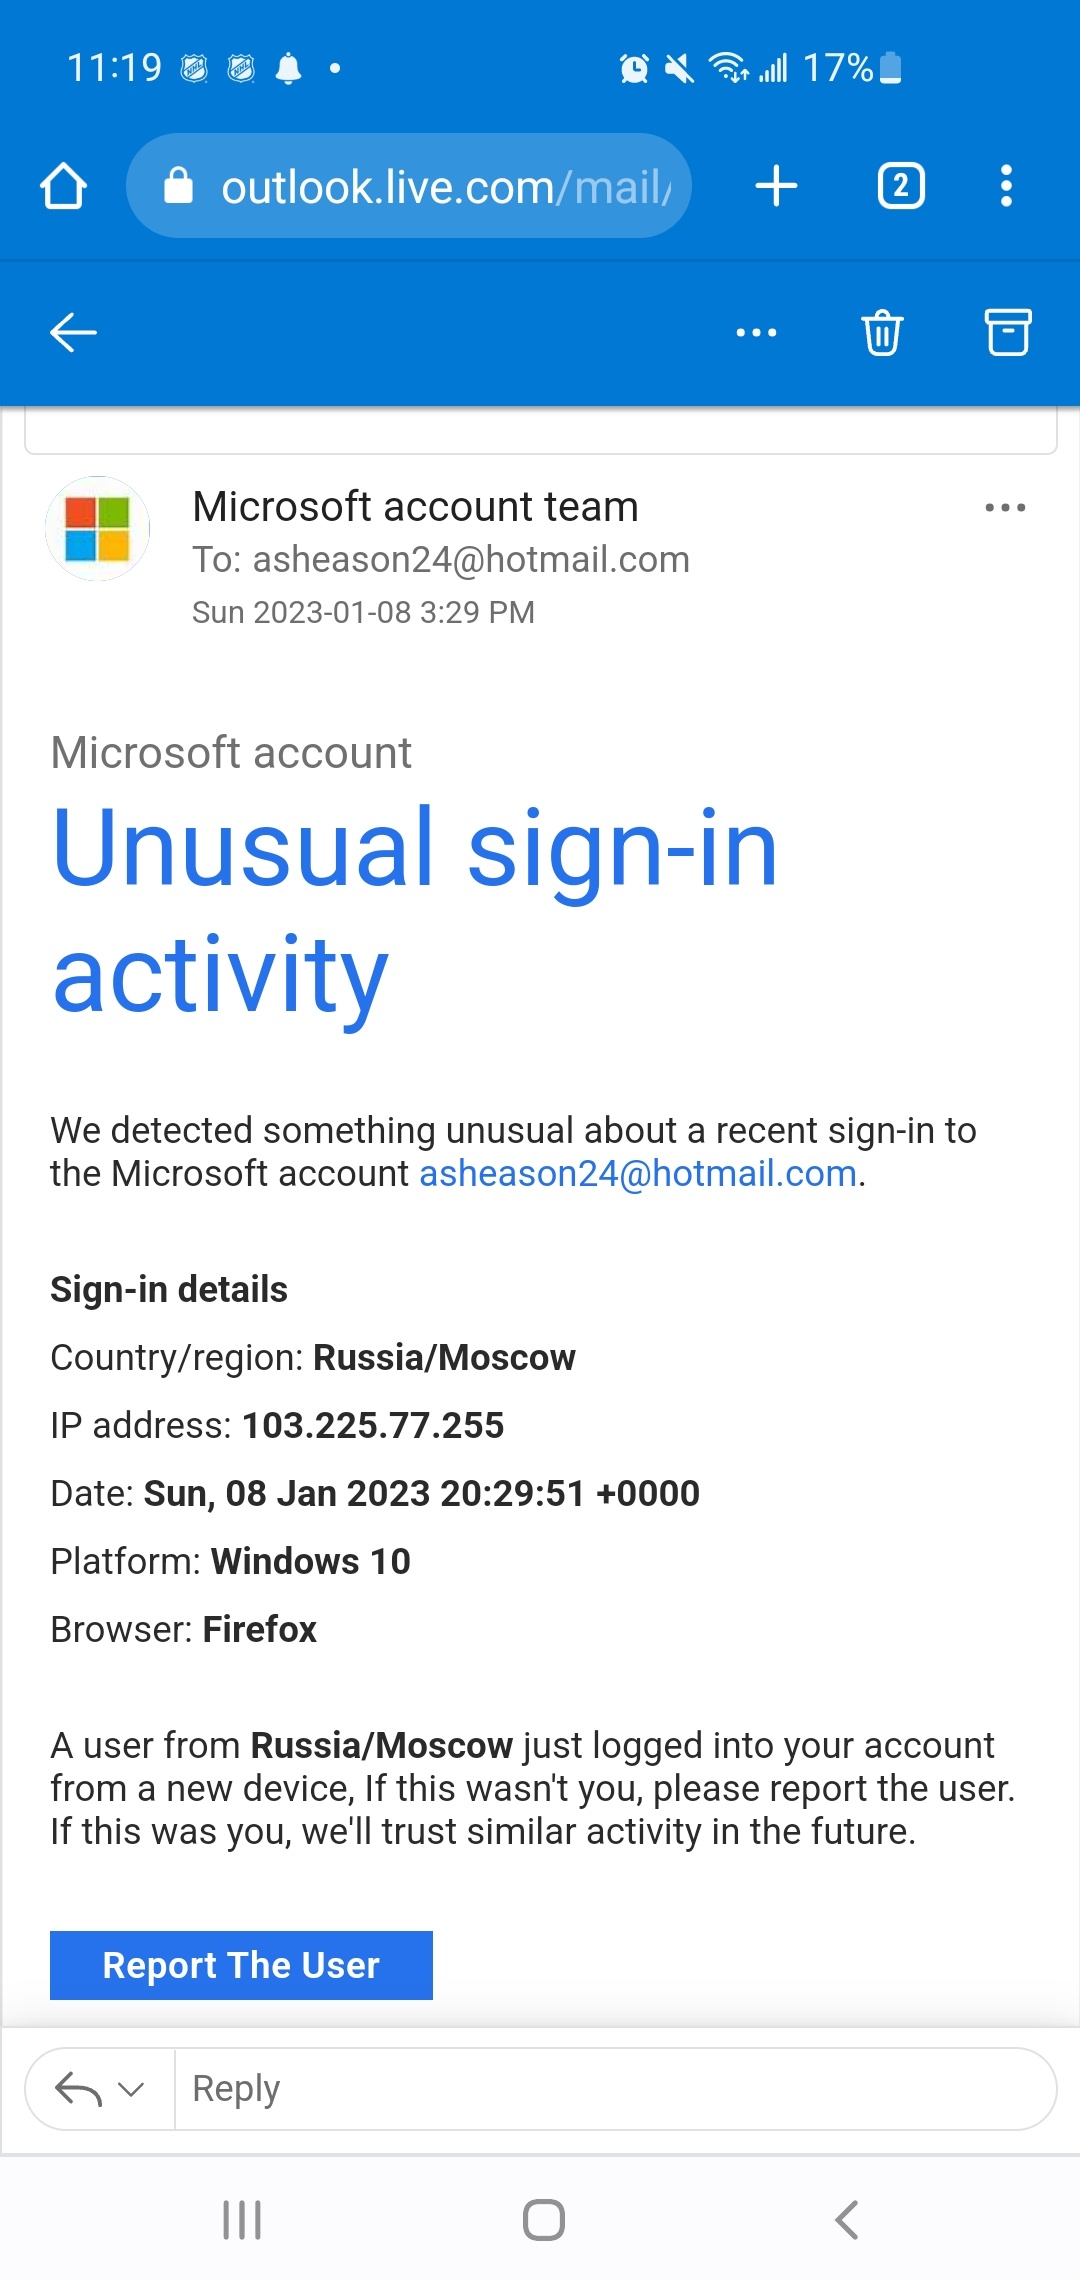 11:19
17%
outlook.live.com/mail/
2
Microsoft account team
To: asheason24@hotmail.com
Sun 2023-01-08 3:29 PM
Microsoft account
Unusual sign-in
activity
We detected something unusual about a recent sign-in to
the Microsoft account asheason24@hotmail.com.
Sign-in details
Country/region: Russia/Moscow
IP address: 103.225.77.255
Date: Sun, 08 Jan 2023 20:29:51 +0000
Platform: Windows 10
Browser: Firefox
A user from Russia/Moscow just logged into your account
from a new device, If this wasn't you, please report the user.
If this was you, we'll trust similar activity in the future.
Report The User
Reply